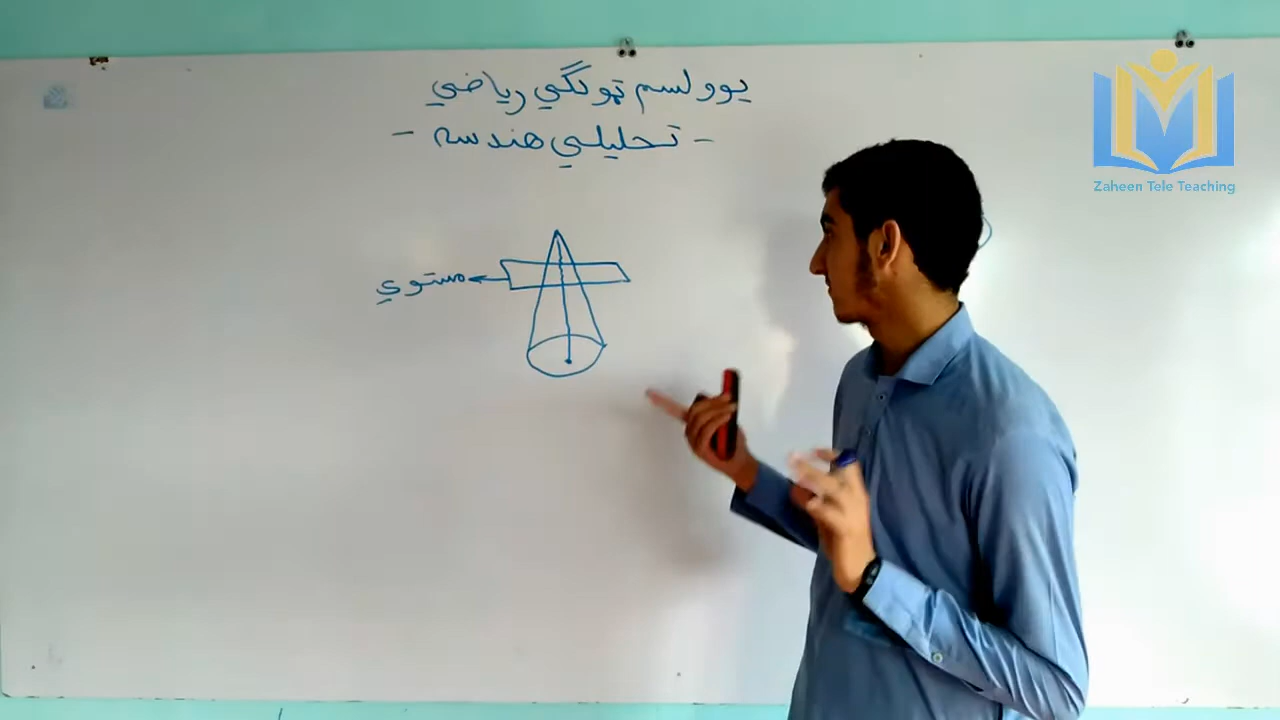 يوولسم ټولګي رياضي
- تحليلي هندسه -
مستوي
Zaheen Tele Teaching